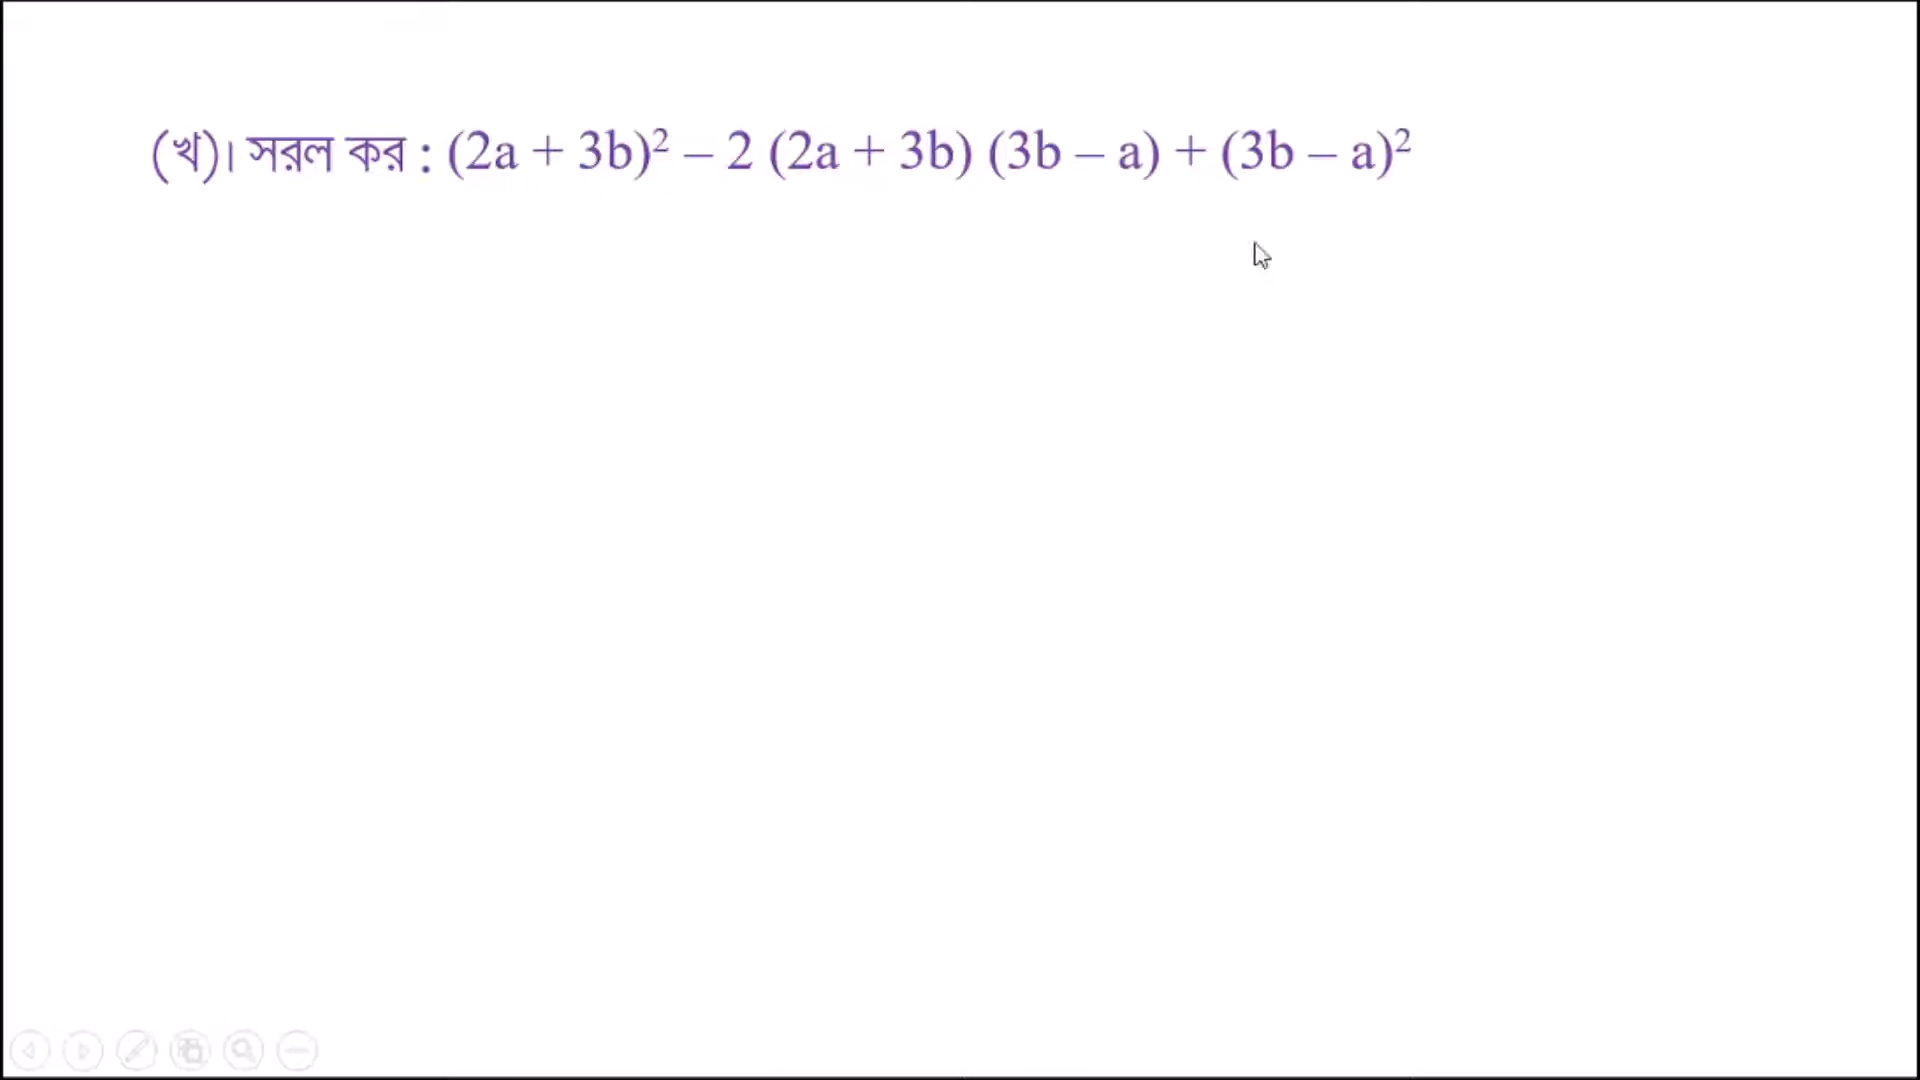 (খ)। সরল কর : (2a + 3b)² – 2 (2a + 3b) (3b – a) + (3b – a)²